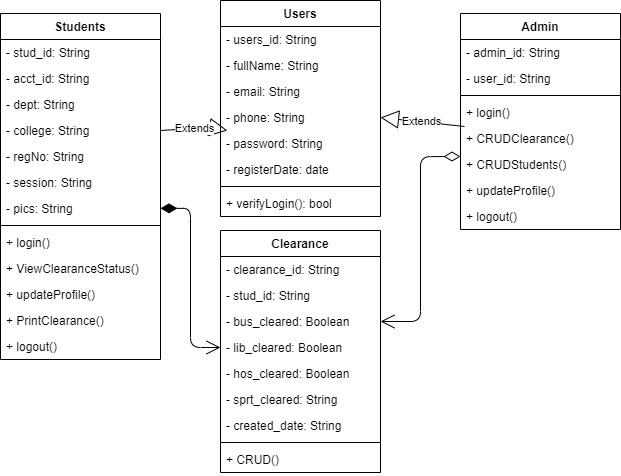 Students
- stud_id: String
- acct_id: String
- dept: String
- college: String
- regNo: String
- session: String
- pics: String
+ login()
+ ViewClearanceStatus()
+ updateProfile()
+ PrintClearance()
+ logout()
Extends
Users
- users_id: String
- fullName: String
- email: String
- phone: String
- password: String
- registerDate: date
+ verifyLogin(): bool
Extends
Admin
- admin_id: String
- user_id: String
+ login()
+ CRUDClearance()
+ CRUDStudents()
+ updateProfile()
+ logout()
Clearance
- clearance_id: String
- stud_id: String
- bus_cleared: Boolean
- lib_cleared: Boolean
- hos_cleared: Boolean
- sprt_cleared: String
- created_date: String
+ CRUD()